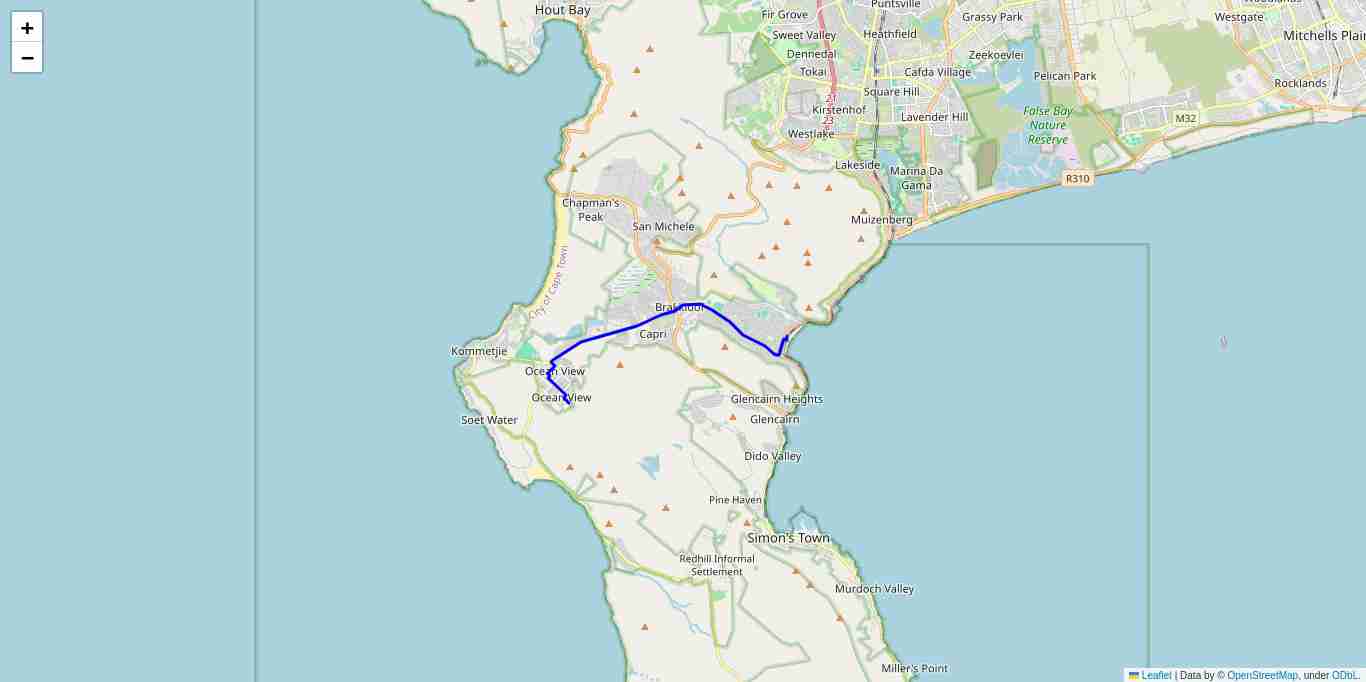 +
−
Hout Bay
Fir Grove
Puntsville
Grassy Park
Westgate
Sweet Valley
Heathfield
Mitchells Plain
Dennedal
Zeekoevlei
Tokai
Cafda Village
Pelican Park
Rocklands
21
Square Hill
23
Kirstenhof
Lavender Hill
False Bay
Nature
Reserve
M32
Westlake
Lakeside
Marina Da
Gama
R310
Chapman's
Peak
San Michele
Muizenberg
City of Cape Town
Capri
Kommetjie
Ocean View
Ocean View
Soet Water
Glencairn Heights
Glencairn
Dido Valley
Pine Haven
Simon's Town
Redhill Informal
Settlement
Murdoch Valley
Miller's Point
Leaflet | Data by © OpenStreetMap, under ODbL.